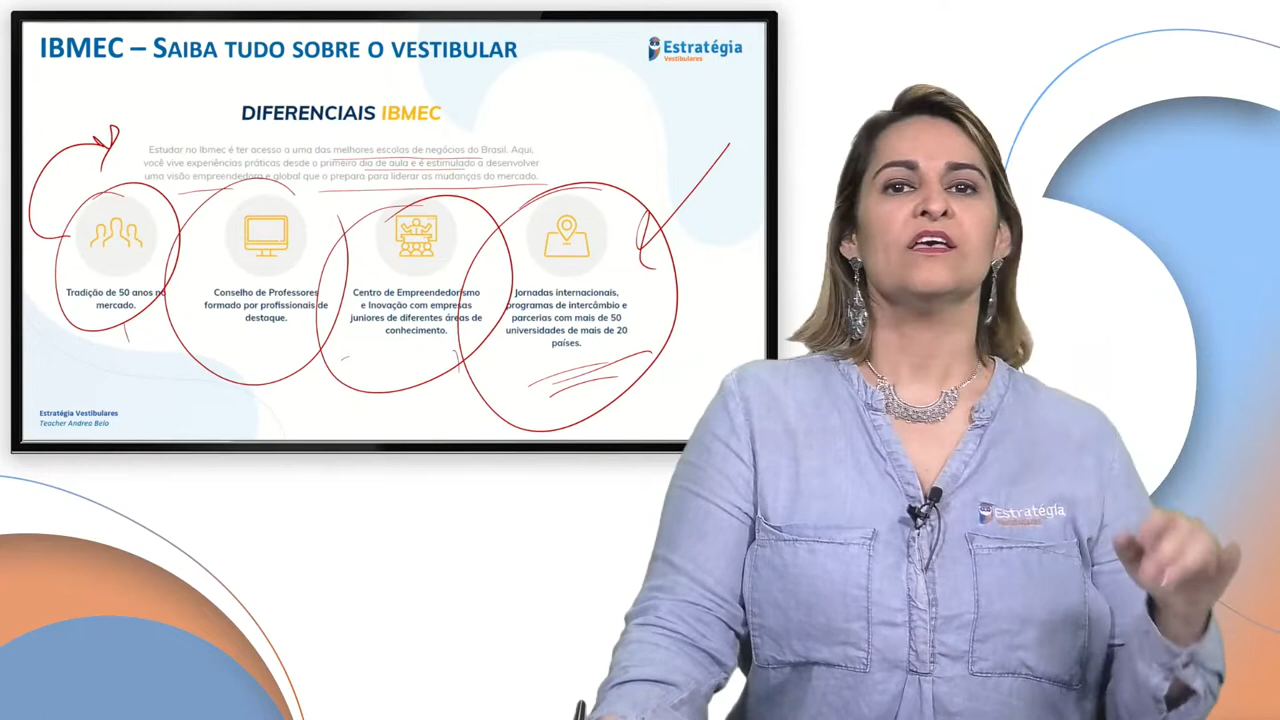 IBMEC – SAIBA TUDO SOBRE O VESTIBULAR
Estratégia
Vestibulares
DIFERENCIAIS IBMEC
Estudar no Ibmec é ter acesso a uma das melhores escolas de negócios do Brasil. Aqui,
você vive experiências práticas desde o primeiro dia de aula e é estimulado a desenvolver
uma visão empreendedora e global que o prepara para liderar as mudanças do mercado.
Tradição de 50 anos no
mercado.
Conselho de Professores
formado por profissionais de
destaque.
Centro de Empreendedorismo
e Inovação com empresas
juniores de diferentes áreas de
conhecimento.
Jornadas internacionais,
programas de intercâmbio e
parcerias com mais de 50
universidades de mais de 20
países.
Estratégia Vestibulares
Teacher Andrea Belo
Estratégia
Vestibulares